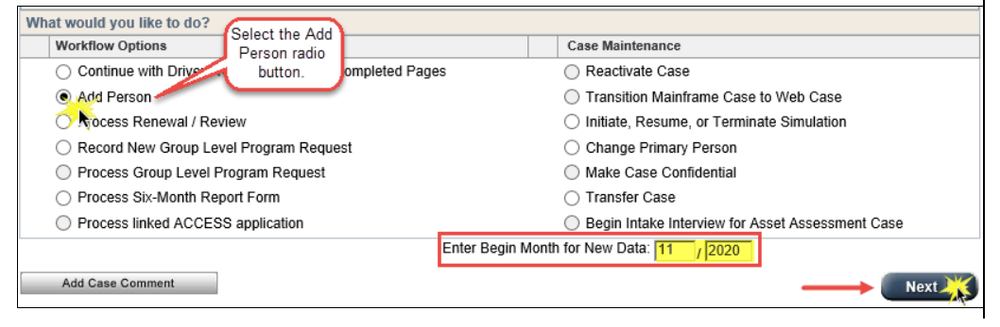 What would you like to do?
Workflow Options
Case Maintenance
Select the Add
Person radio
button.
Continue with Driver ompleted Pages
Reactivate Case
Add Person
Transition Mainframe Case to Web Case
Process Renewal / Review
Initiate, Resume, or Terminate Simulation
Record New Group Level Program Request
Change Primary Person
Process Group Level Program Request
Make Case Confidential
Process Six-Month Report Form
Transfer Case
Process linked ACCESS application
Begin Intake Interview for Asset Assessment Case
Enter Begin Month for New Data: 11 / 2020
Add Case Comment
Next